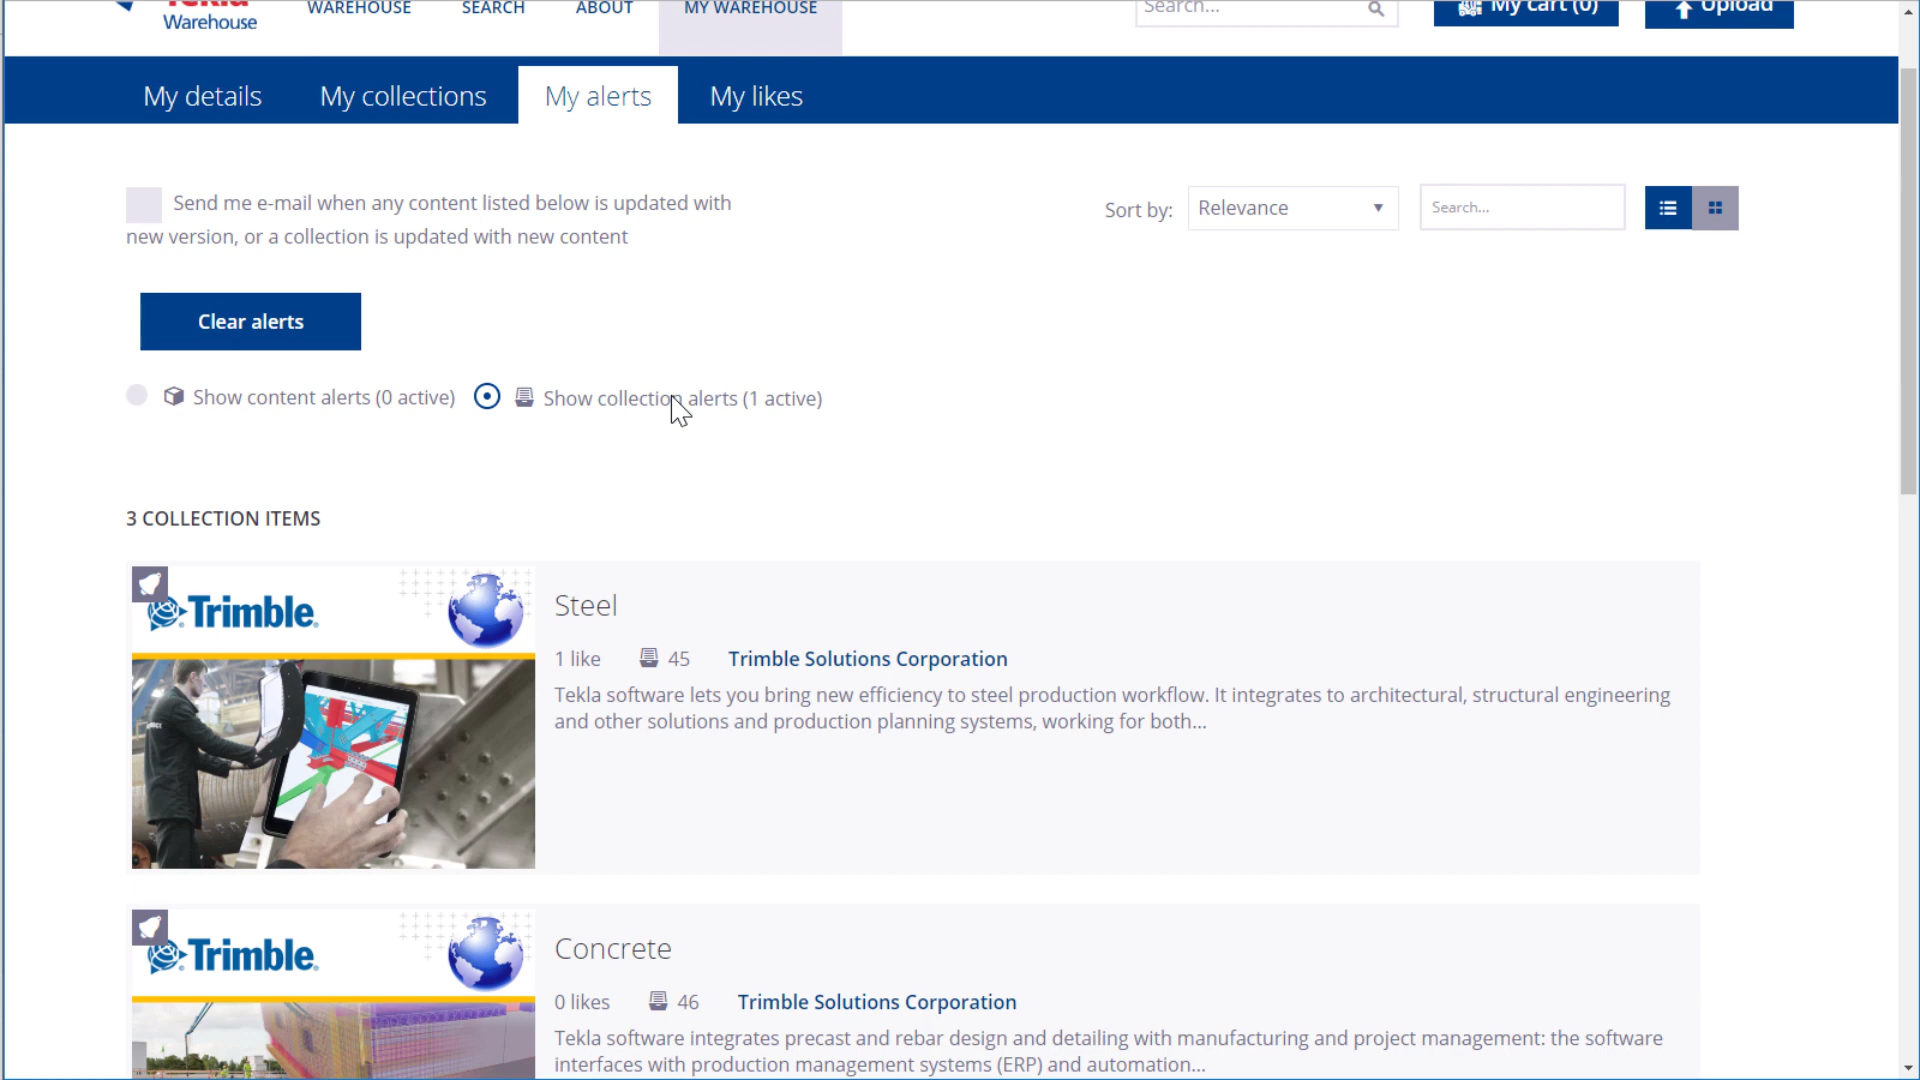 Warehouse
WAREHOUSE SEARCH ABOUT MY WAREHOUSE Search... My cart (0) Upload
My details My collections My alerts My likes
Send me e-mail when any content listed below is updated with
new version, or a collection is updated with new content
Sort by: Relevance Search...
Clear alerts
Show content alerts (0 active) Show collection alerts (1 active)
3 COLLECTION ITEMS
Trimble.
Steel
1 like 45 Trimble Solutions Corporation
Tekla software lets you bring new efficiency to steel production workflow. It integrates to architectural, structural engineering
and other solutions and production planning systems, working for both...
Trimble.
Concrete
0 likes 46 Trimble Solutions Corporation
Tekla software integrates precast and rebar design and detailing with manufacturing and project management: the software
interfaces with production management systems (ERP) and automation...